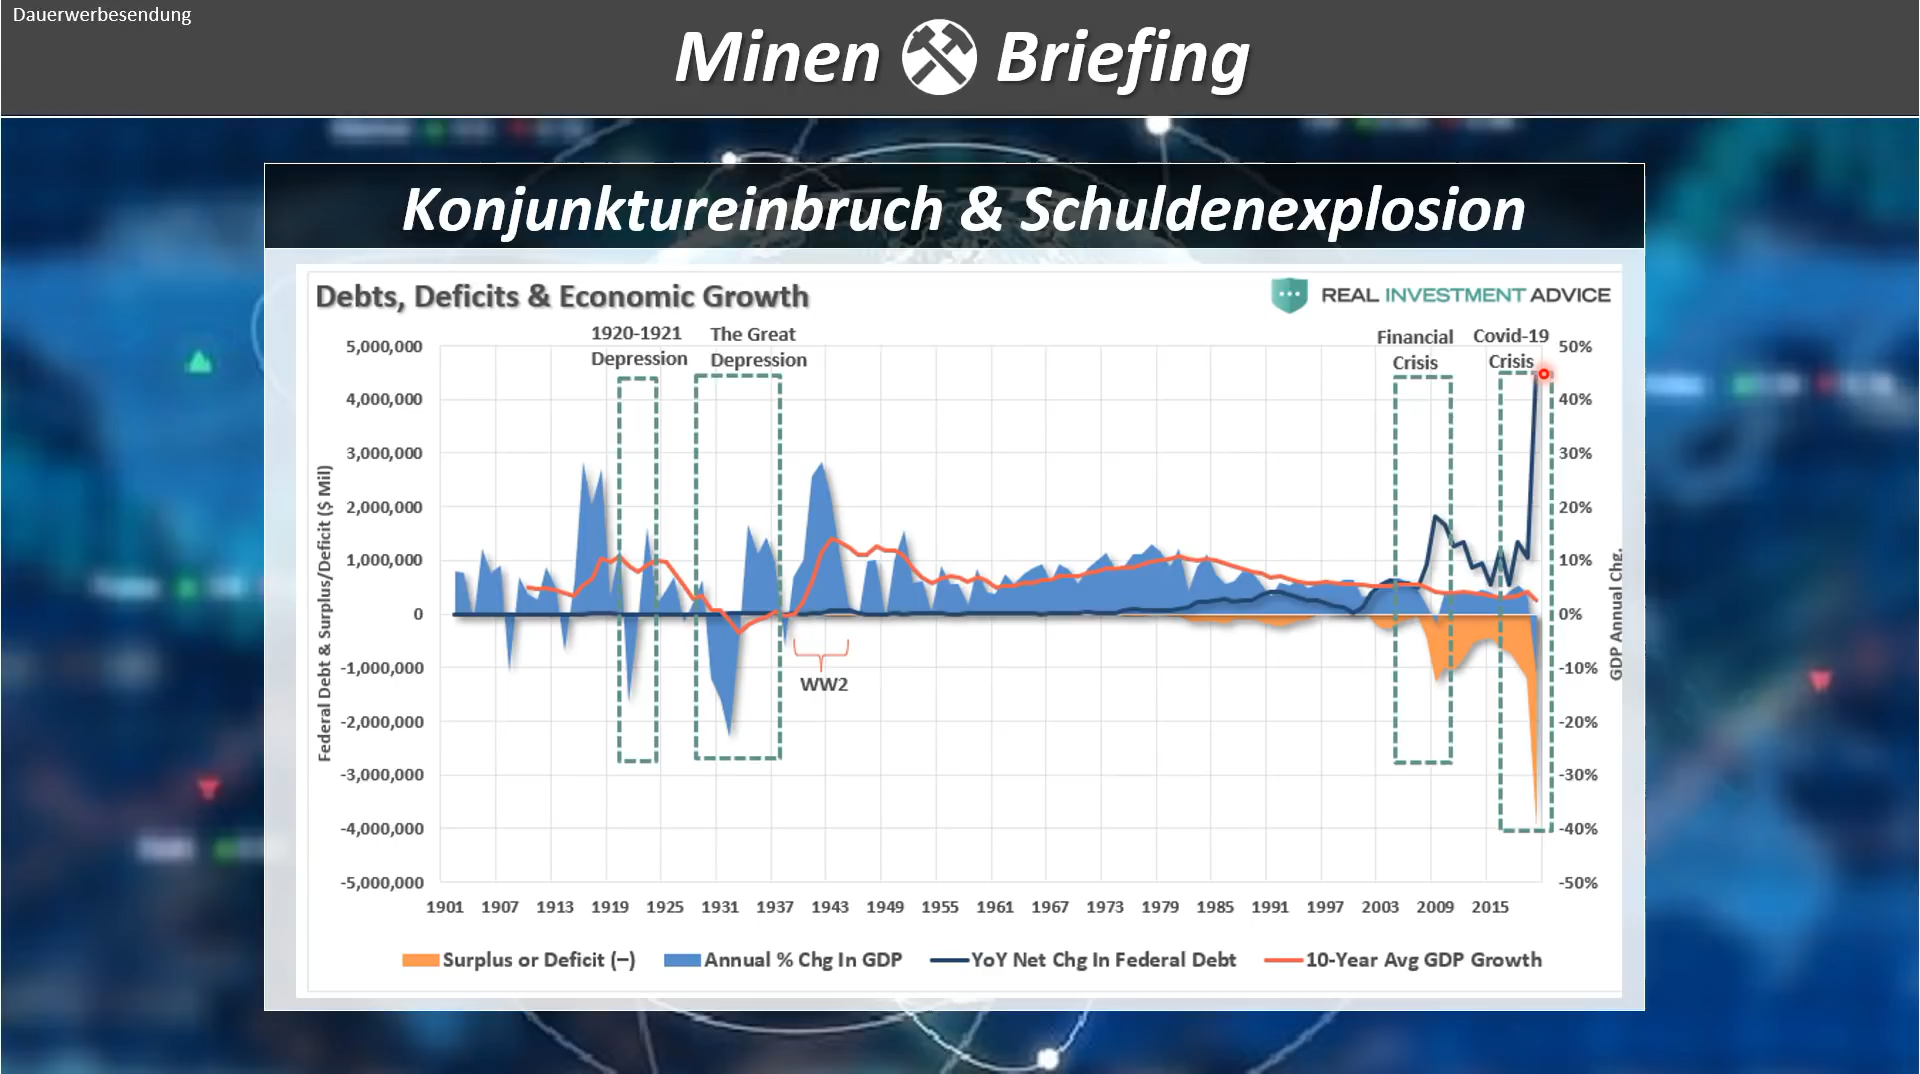 Dauerwerbesendung
Minen Briefing
Konjunktureinbruch & Schuldenexplosion
Debts, Deficits & Economic Growth
REAL INVESTMENT ADVICE
1920-1921
Depression
The Great
Depression
Financial
Crisis
Covid-19
Crisis
5,000,000
4,000,000
3,000,000
2,000,000
1,000,000
0
-1,000,000
-2,000,000
-3,000,000
-4,000,000
-5,000,000
Federal Debt & Surplus/Deficit ($ Mil)
WW2
50%
40%
30%
20%
10%
0%
-10%
-20%
-30%
-40%
-50%
GDP Annual Chg.
1901 1907 1913 1919 1925 1931 1937 1943 1949 1955 1961 1967 1973 1979 1985 1991 1997 2003 2009 2015
Surplus or Deficit (–) Annual % Chg In GDP YoY Net Chg In Federal Debt 10-Year Avg GDP Growth